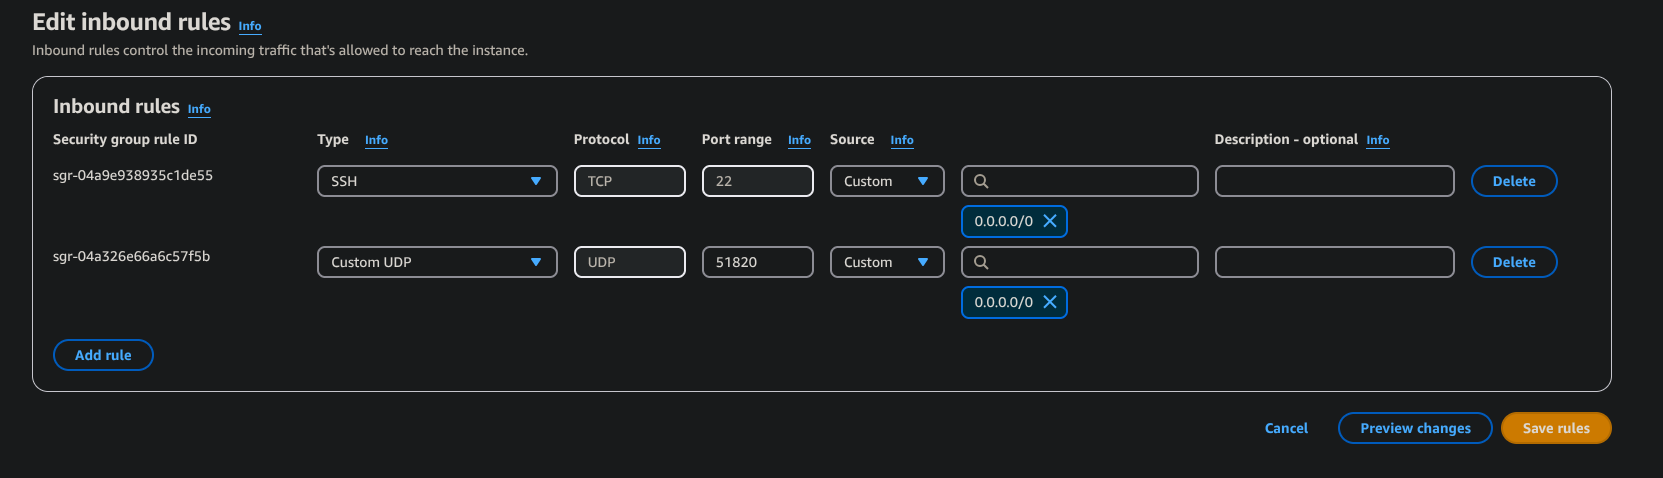 Edit inbound rules Info
Inbound rules control the incoming traffic that's allowed to reach the instance.
Inbound rules Info
Security group rule ID Type Info Protocol Info Port range Info Source Info Description - optional Info
sgr-04a9e938935c1de55 SSH TCP 22 Custom Delete
0.0.0.0/0
sgr-04a326e66a6c57f5b Custom UDP UDP 51820 Custom Delete
0.0.0.0/0
Add rule
Cancel Preview changes Save rules